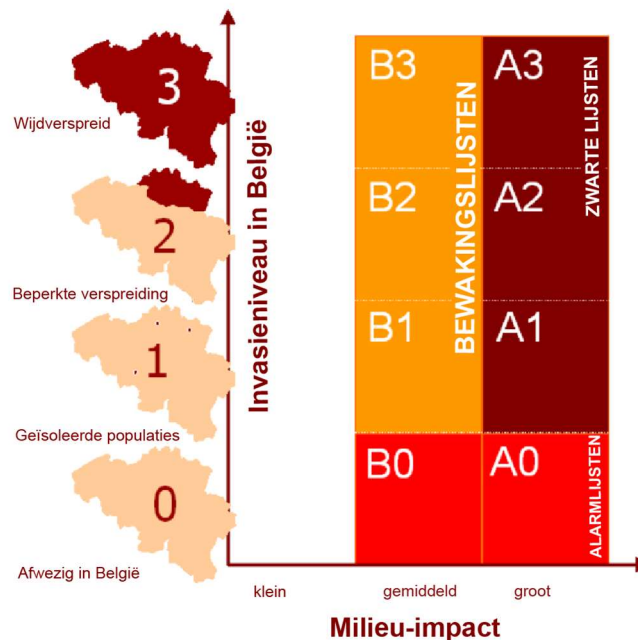 3
Wijdverspreid
2
Beperkte verspreiding
1
Geïsoleerde populaties
0
Afwezig in België
Invasieniveau in België
B3
A3
B2
A2
B1
A1
B0
A0
BEWAKINGSLIJSTEN
ZWARTE LIJSTEN
ALARMLIJSTEN
klein
gemiddeld
groot
Milieu-impact